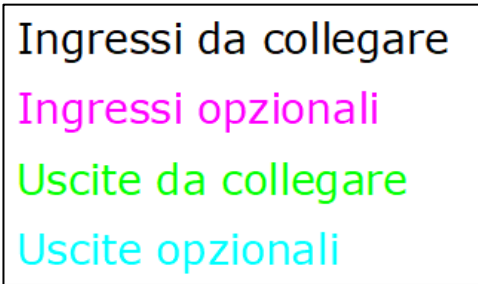 Ingressi da collegare
Ingressi opzionali
Uscite da collegare
Uscite opzionali